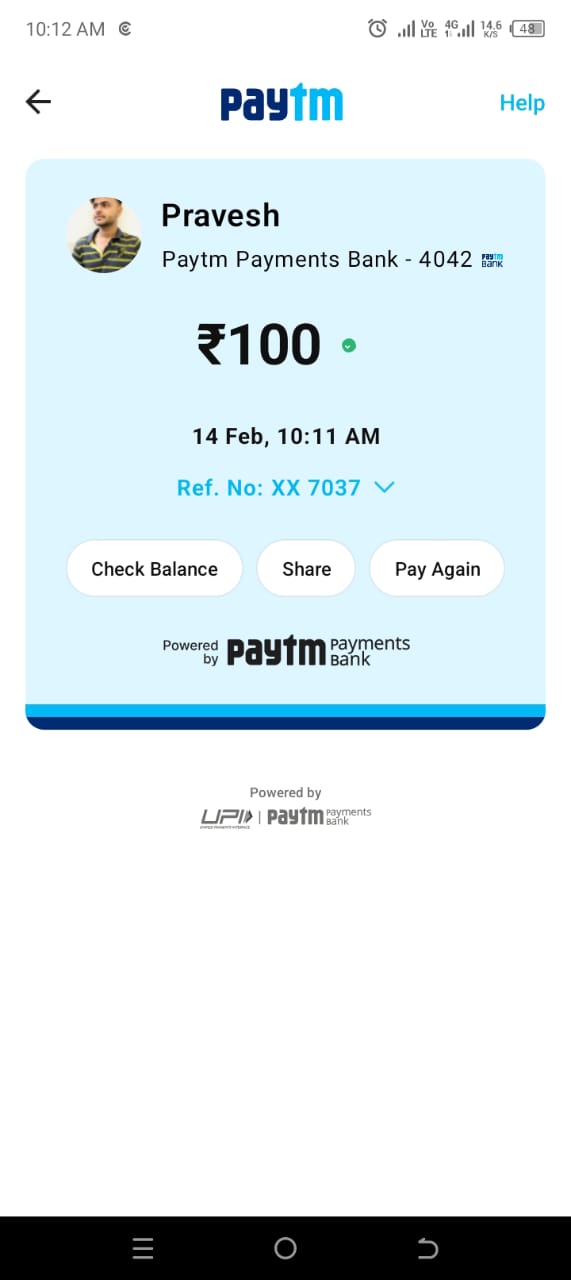 10:12 AM
Vo LTE 4G 14.6 K/S 48
paytm
Help
Pravesh
Paytm Payments Bank - 4042 paytm Bank
₹100
14 Feb, 10:11 AM
Ref. No: XX 7037
Check Balance Share Pay Again
Powered by paytm Payments Bank
Powered by
UPI | paytm Payments Bank